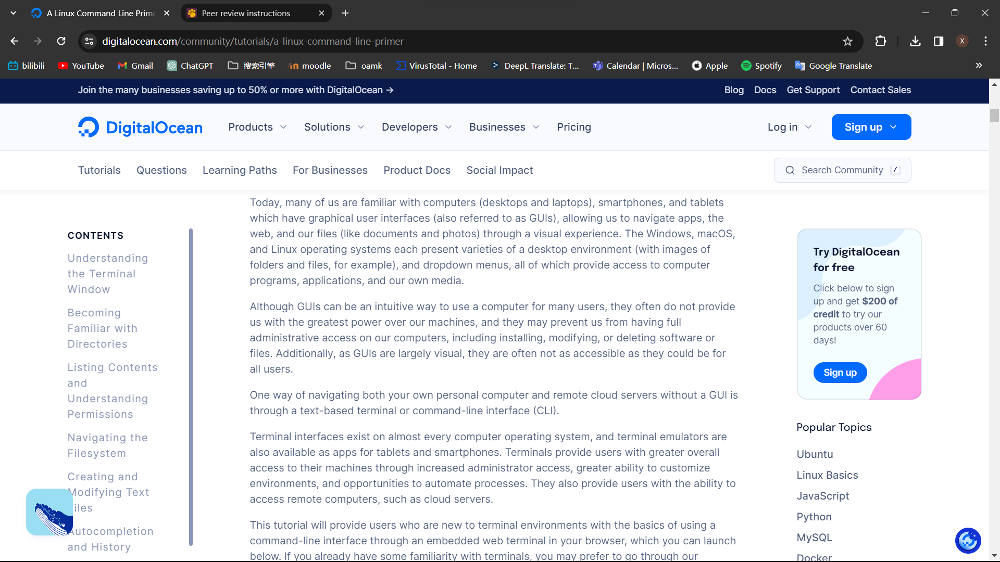 A Linux Command Line Prime
Peer review instructions
digitalocean.com/community/tutorials/a-linux-command-line-primer
X
bilibili
YouTube
Gmail
ChatGPT
搜索引擎
moodle
oamk
VirusTotal - Home
DeepL Translate: T...
Calendar | Micros...
Apple
Spotify
Google Translate
Join the many businesses saving up to 50% or more with DigitalOcean →
Blog
Docs
Get Support
Contact Sales
DigitalOcean
Products
Solutions
Developers
Businesses
Pricing
Log in
Sign up
Tutorials
Questions
Learning Paths
For Businesses
Product Docs
Social Impact
Search Community
/
CONTENTS
Understanding
the Terminal
Window
Becoming
Familiar with
Directories
Listing Contents
and
Understanding
Permissions
Navigating the
Filesystem
Creating and
Modifying Text
iles
Autocompletion
and History
Today, many of us are familiar with computers (desktops and laptops), smartphones, and tablets
which have graphical user interfaces (also referred to as GUIs), allowing us to navigate apps, the
web, and our files (like documents and photos) through a visual experience. The Windows, macOS,
and Linux operating systems each present varieties of a desktop environment (with images of
folders and files, for example), and dropdown menus, all of which provide access to computer
programs, applications, and our own media.
Although GUIs can be an intuitive way to use a computer for many users, they often do not provide
us with the greatest power over our machines, and they may prevent us from having full
administrative access on our computers, including installing, modifying, or deleting software or
files. Additionally, as GUIs are largely visual, they are often not as accessible as they could be for
all users.
One way of navigating both your own personal computer and remote cloud servers without a GUI is
through a text-based terminal or command-line interface (CLI).
Terminal interfaces exist on almost every computer operating system, and terminal emulators are
also available as apps for tablets and smartphones. Terminals provide users with greater overall
access to their machines through increased administrator access, greater ability to customize
environments, and opportunities to automate processes. They also provide users with the ability to
access remote computers, such as cloud servers.
This tutorial will provide users who are new to terminal environments with the basics of using a
command-line interface through an embedded web terminal in your browser, which you can launch
below. If you already have some familiarity with terminals, you may prefer to go through our
Try DigitalOcean
for free
Click below to sign
up and get $200 of
credit to try our
products over 60
days!
Sign up
Popular Topics
Ubuntu
Linux Basics
JavaScript
Python
MySQL
Docker